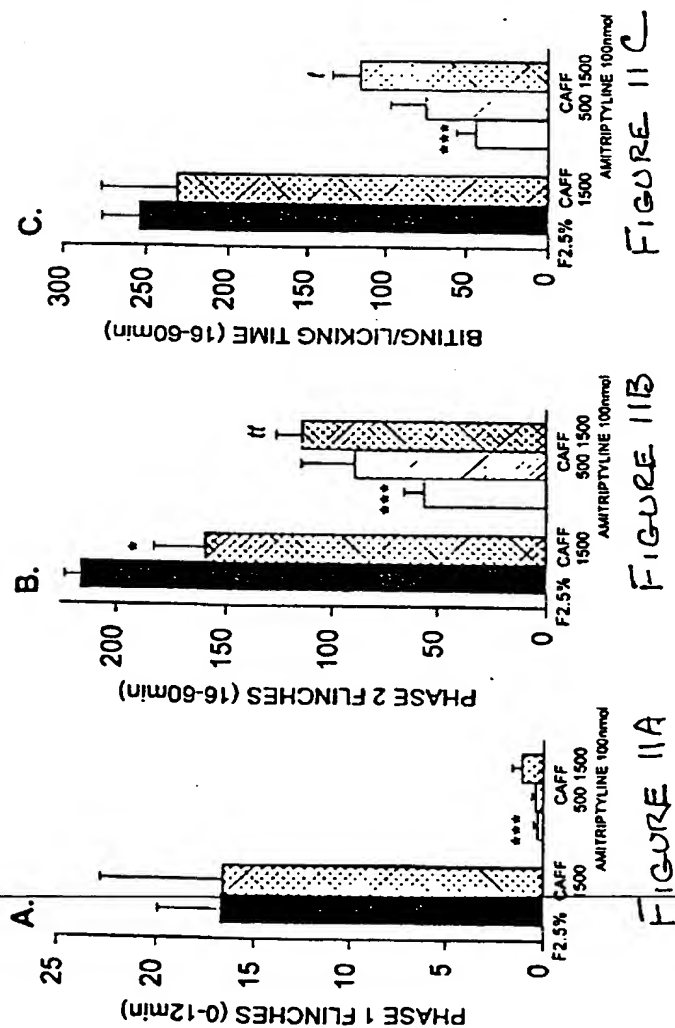 A.
PHASE 1 FLINCHES (0-12min)
25
20
15
10
5
0
***
F2.5% CAFF CAFF
1500 500 1500
AMITRIPTYLINE 100nmol
FIGURE 11A
B.
PHASE 2 FLINCHES (16-60min)
200
150
100
50
0
*
***
tt
F2.5% CAFF CAFF
1500 500 1500
AMITRIPTYLINE 100nmol
FIGURE 11B
C.
BITING/LICKING TIME (16-60min)
300
250
200
150
100
50
0
***
t
F2.5% CAFF CAFF
1500 500 1500
AMITRIPTYLINE 100nmol
FIGURE 11C